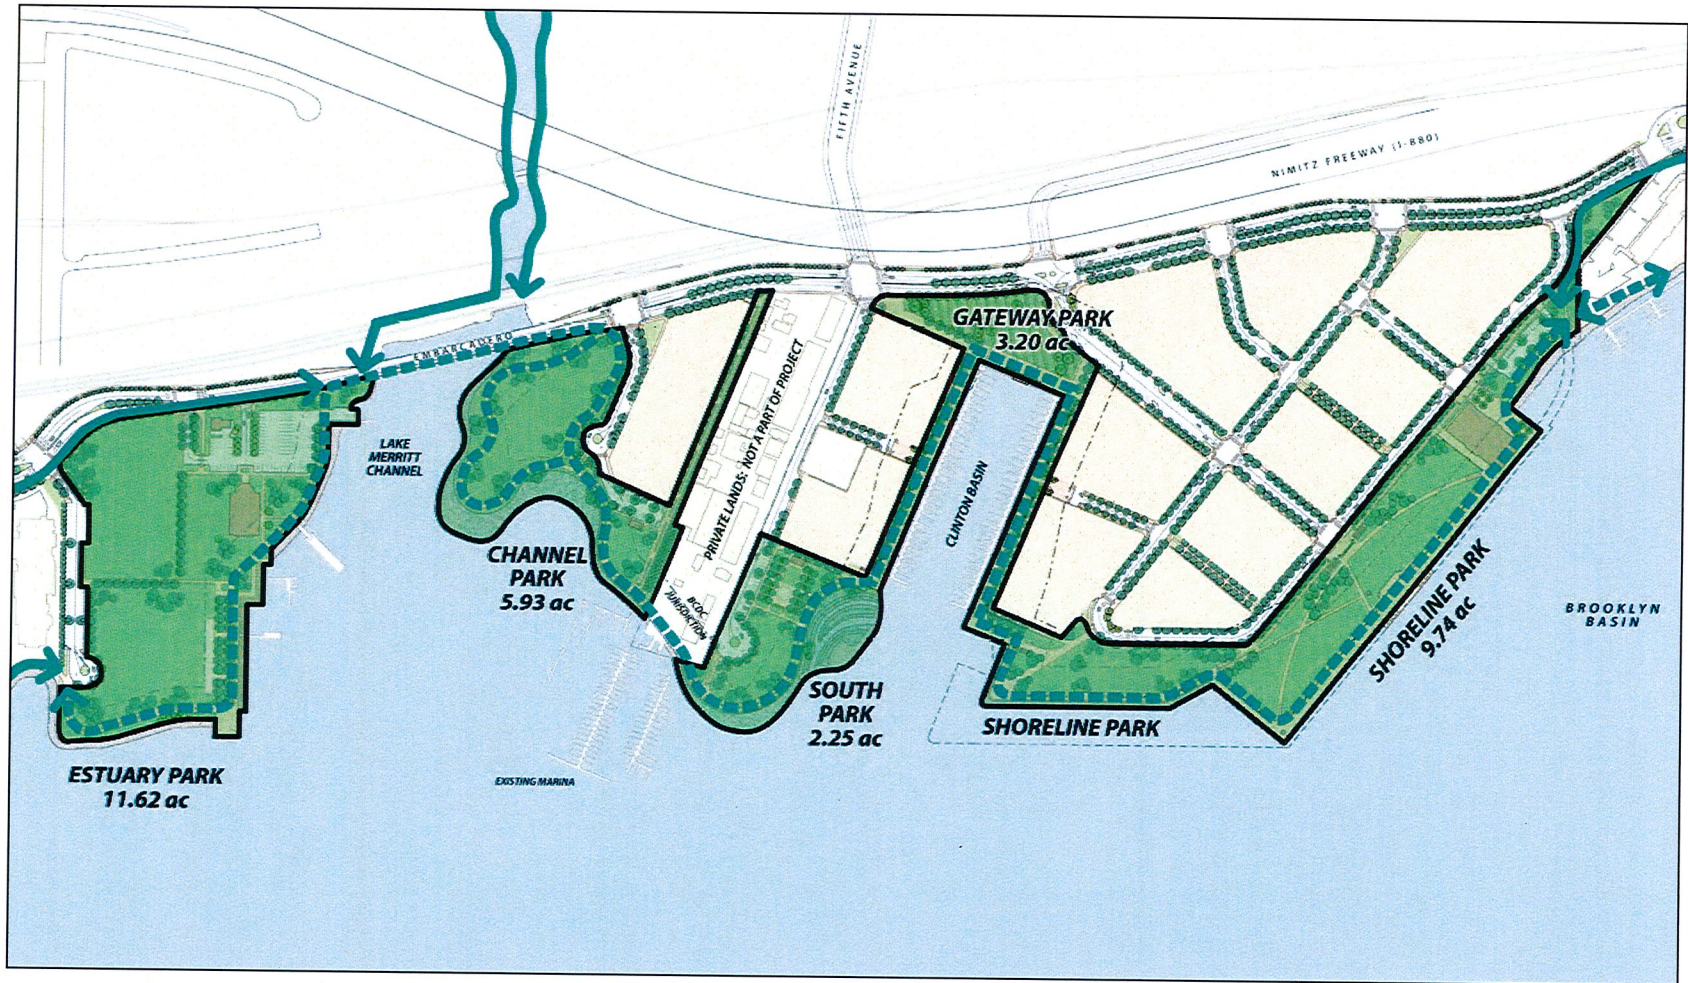 FIFTH AVENUE
NIMITZ FREEWAY (I-880)
GATEWAY PARK
3.20 ac
EMBARCADERO
PRIVATE LANDS: NOT A PART OF PROJECT
LAKE
MERRITT
CHANNEL
CLINTON BASIN
CHANNEL
PARK
5.93 ac
BCDC
JURISDICTION
SHORELINE PARK
9.74 ac
BROOKLYN
BASIN
SOUTH
PARK
2.25 ac
SHORELINE PARK
ESTUARY PARK
11.62 ac
EXISTING MARINA